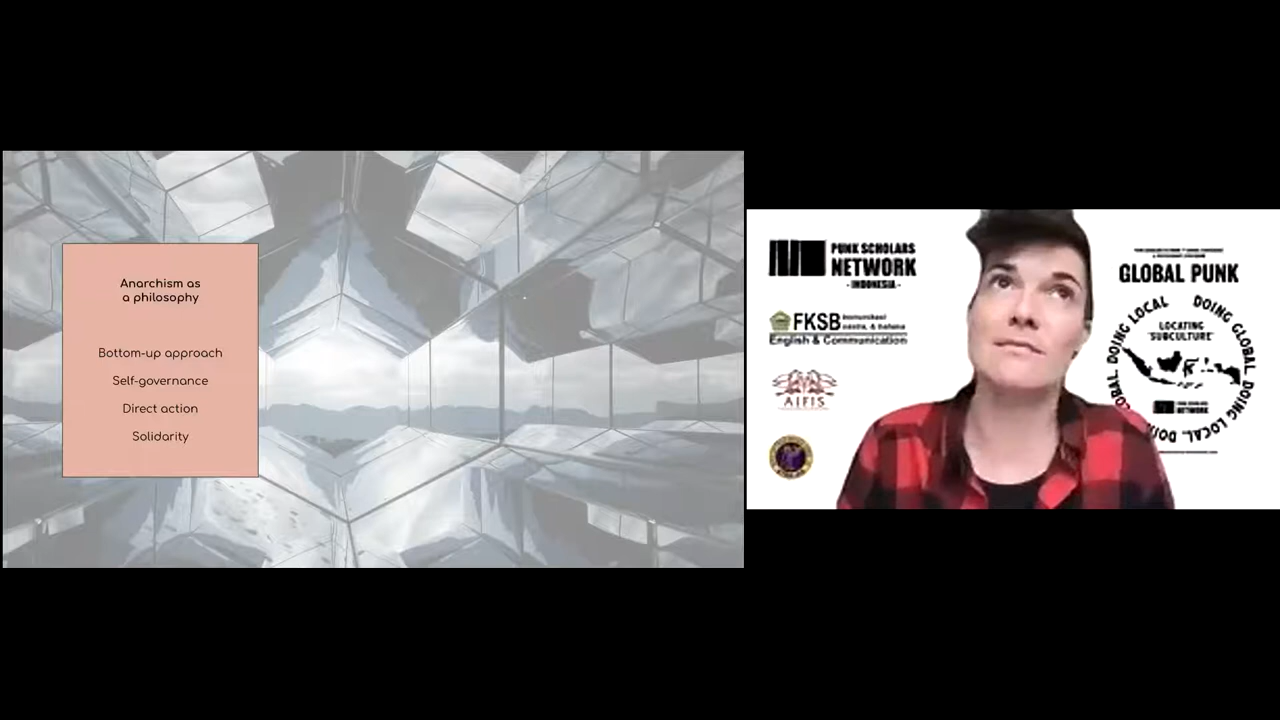 Anarchism as
a philosophy
Bottom-up approach
Self-governance
Direct action
Solidarity
PUNK SCHOLARS
NETWORK
- INDONESIA -
FKSB
English & Communication
AIFIS
GLOBAL PUNK
DOING LOCAL DOING GLOBAL
LOCATING
'SUBCULTURE'
NETWORK